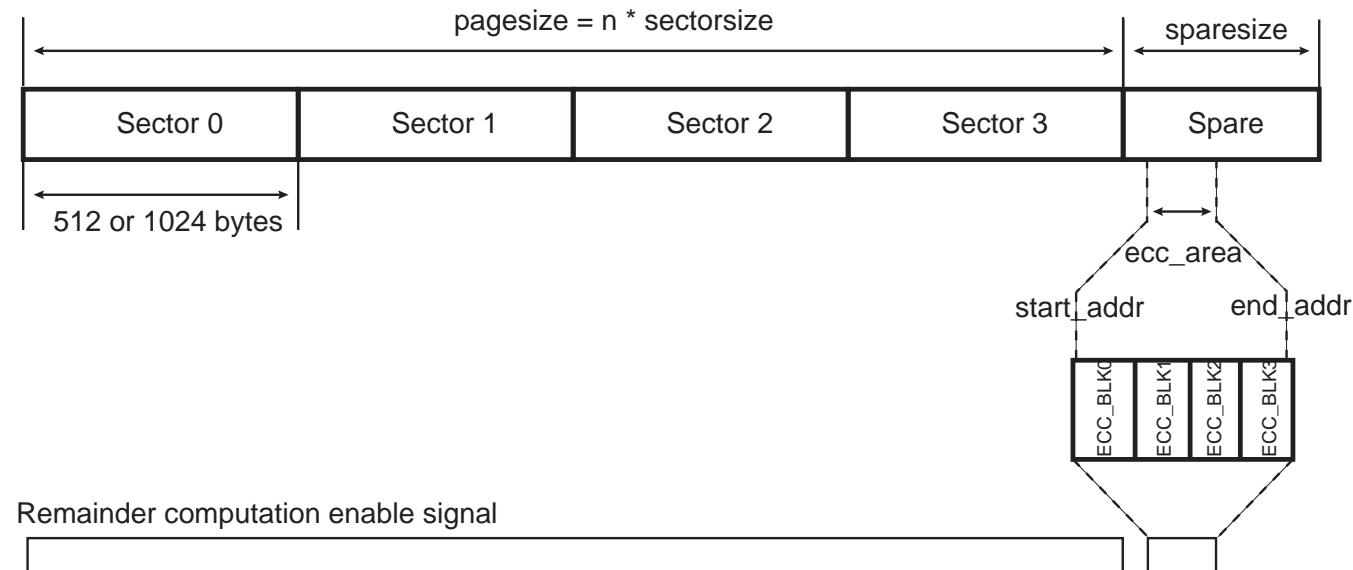 pagesize = n * sectorsize
sparesize
Sector 0
Sector 1
Sector 2
Sector 3
Spare
512 or 1024 bytes
ecc_area
start_addr
end_addr
ECC_BLK0
ECC_BLK1
ECC_BLK2
ECC_BLK3
Remainder computation enable signal